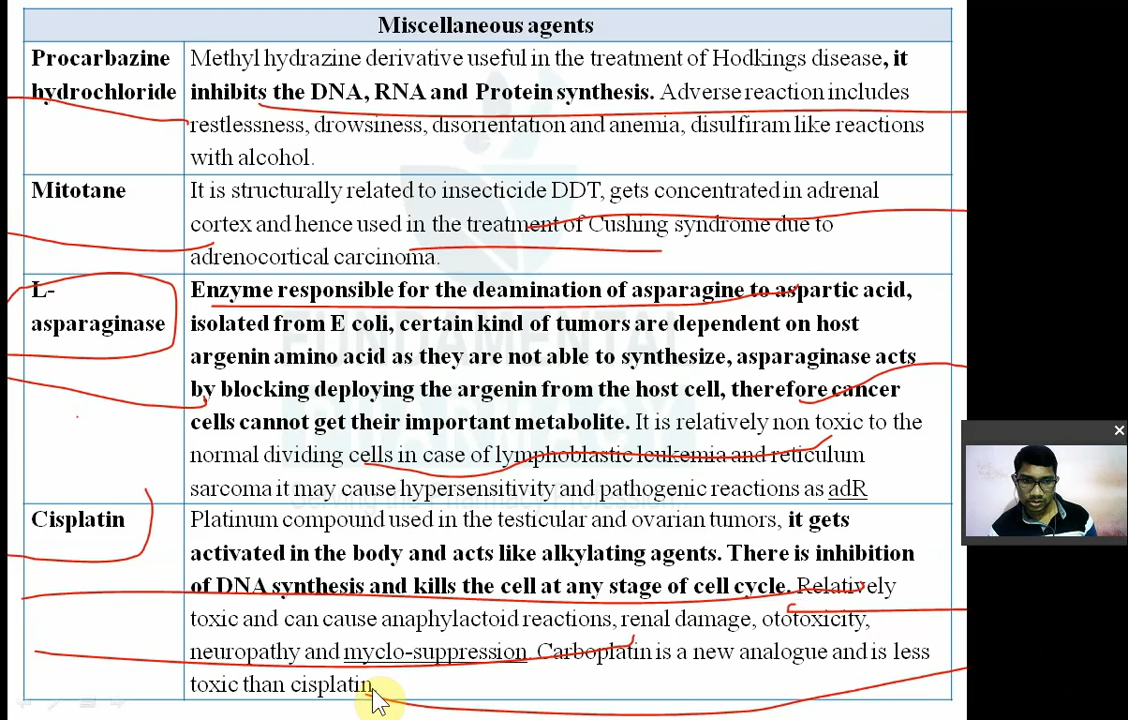 Miscellaneous agents
Procarbazine hydrochloride
Methyl hydrazine derivative useful in the treatment of Hodkings disease, it
inhibits the DNA, RNA and Protein synthesis. Adverse reaction includes
restlessness, drowsiness, disorientation and anemia, disulfiram like reactions
with alcohol.
Mitotane
It is structurally related to insecticide DDT, gets concentrated in adrenal
cortex and hence used in the treatment of Cushing syndrome due to
adrenocortical carcinoma.
L-
asparaginase
Enzyme responsible for the deamination of asparagine to aspartic acid,
isolated from E coli, certain kind of tumors are dependent on host
argenin amino acid as they are not able to synthesize, asparaginase acts
by blocking deploying the argenin from the host cell, therefore cancer
cells cannot get their important metabolite. It is relatively non toxic to the
normal dividing cells in case of lymphoblastic leukemia and reticulum
sarcoma it may cause hypersensitivity and pathogenic reactions as adR
Cisplatin
Platinum compound used in the testicular and ovarian tumors, it gets
activated in the body and acts like alkylating agents. There is inhibition
of DNA synthesis and kills the cell at any stage of cell cycle. Relatively
toxic and can cause anaphylactoid reactions, renal damage, ototoxicity,
neuropathy and myclo-suppression. Carboplatin is a new analogue and is less
toxic than cisplatin
FUNDAMENTAL